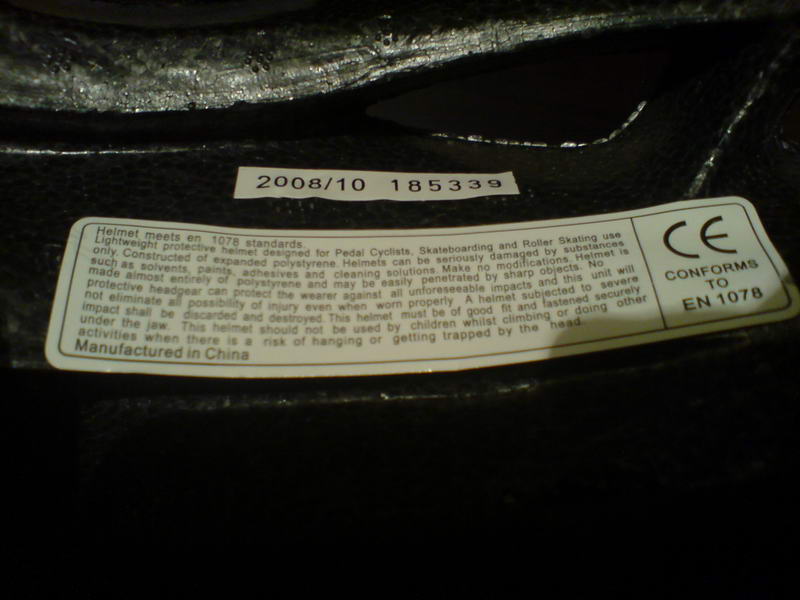 2008/10 185339
Helmet meets en 1078 standards.
Lightweight protective helmet designed for Pedal Cyclists, Skateboarding and Roller Skating use
only. Constructed of expanded polystyrene. Helmets can be seriously damaged by substances
such as solvents, paints, adhesives and cleaning solutions. Make no modifications. Helmet is
made almost entirely of polystyrene and may be easily penetrated by sharp objects. No
protective headgear can protect the wearer against all unforeseeable impacts and this unit will
not eliminate all possibility of injury even when worn properly. A helmet subjected to severe
impact shall be discarded and destroyed. This helmet must be of good fit and fastened securely
under the jaw. This helmet should not be used by children whilst climbing or doing other
activities when there is a risk of hanging or getting trapped by the head.
Manufactured in China
CE
CONFORMS
TO
EN 1078